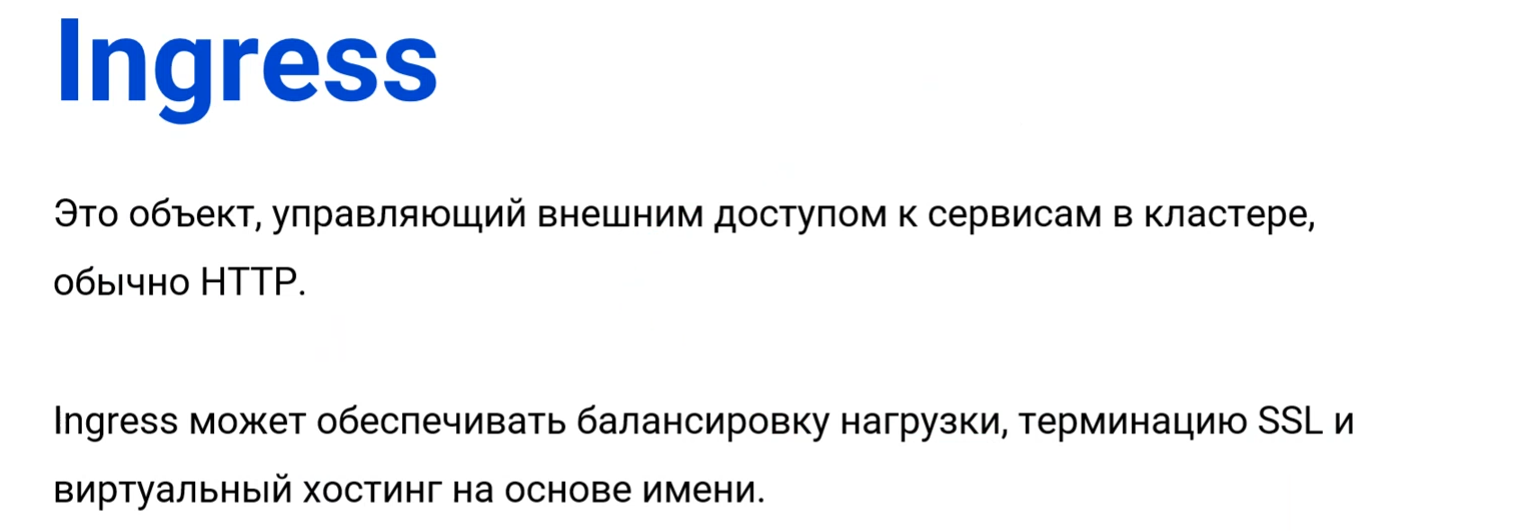 Ingress
Это объект, управляющий внешним доступом к сервисам в кластере,
обычно HTTP.
Ingress может обеспечивать балансировку нагрузки, терминацию SSL и
виртуальный хостинг на основе имени.